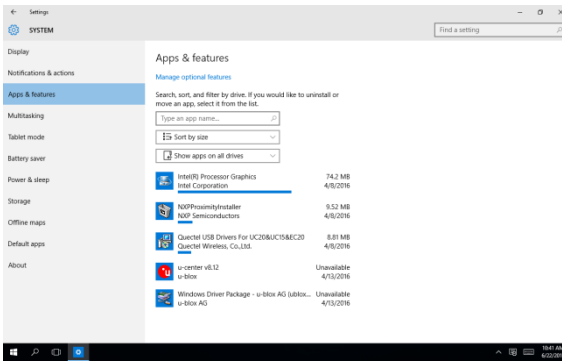 Settings
SYSTEM
Find a setting
Display
Notifications & actions
Apps & features
Multitasking
Tablet mode
Battery saver
Power & sleep
Storage
Offline maps
Default apps
About
Apps & features
Manage optional features
Search, sort, and filter by drive. If you would like to uninstall or
move an app, select it from the list.
Type an app name...
Sort by size
Show apps on all drives
Intel(R) Processor Graphics 74.2 MB
Intel Corporation 4/8/2016
NXPProximityInstaller 9.52 MB
NXP Semiconductors 4/8/2016
Quectel USB Drivers For UC20&UC15&EC20 8.81 MB
Quectel Wireless, Co.,Ltd. 4/8/2016
u-center v8.12 Unavailable
u-blox 4/13/2016
Windows Driver Package - u-blox AG (ublox... Unavailable
u-blox AG 4/13/2016
10:41 AM